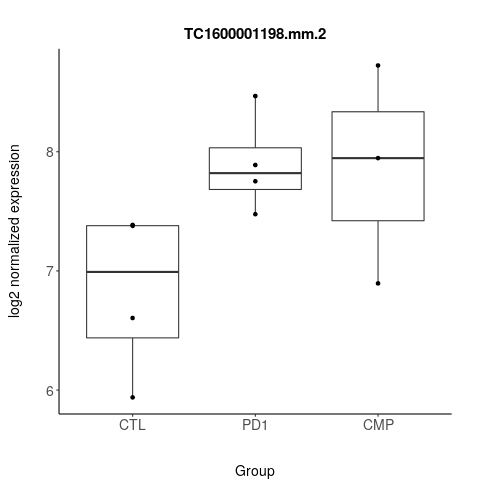 TC1600001198.mm.2
log2 normalized expression
8
7
6
CTL PD1 CMP
Group